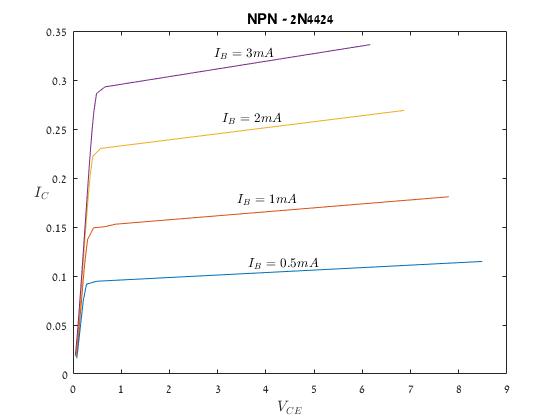 NPN - 2N4424
0.35
0.3
0.25
0.2
0.15
0.1
0.05
0
I_C
I_B = 3mA
I_B = 2mA
I_B = 1mA
I_B = 0.5mA
0 1 2 3 4 5 6 7 8 9
V_CE